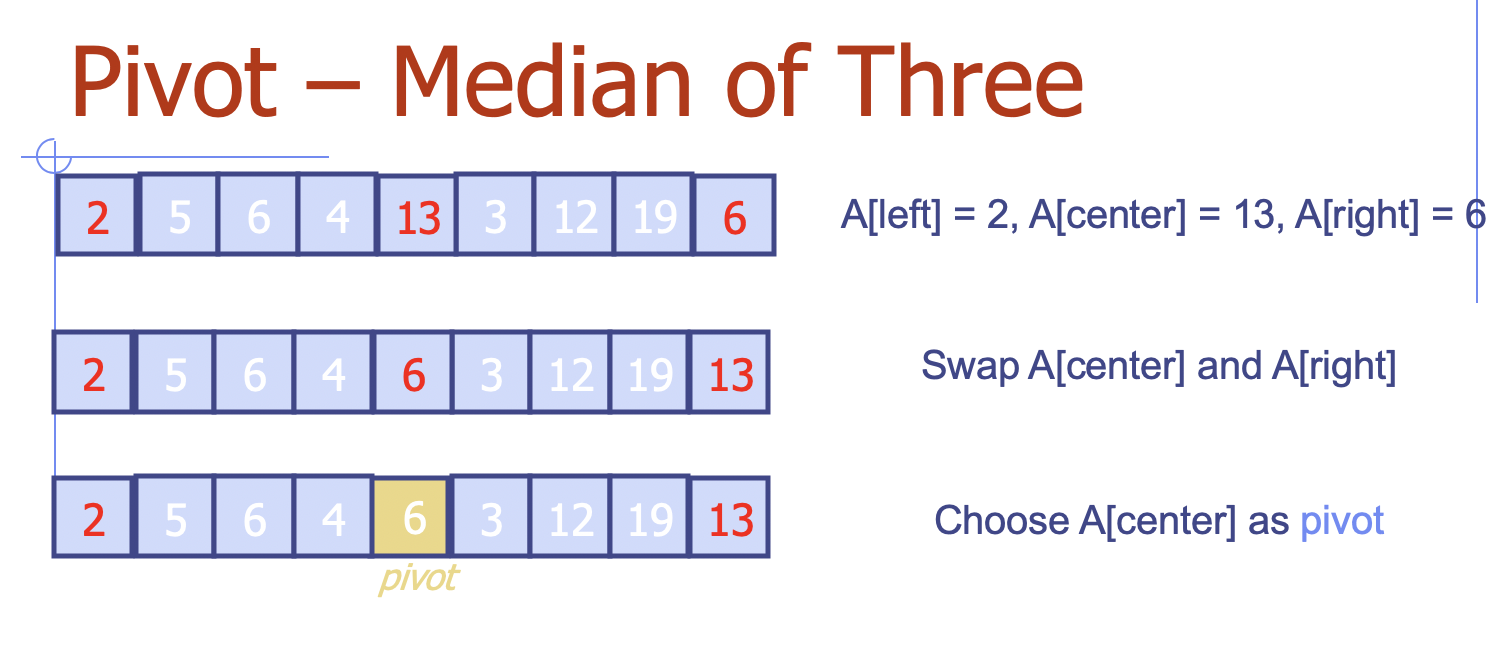 Pivot – Median of Three
2 5 6 4 13 3 12 19 6
A[left] = 2, A[center] = 13, A[right] = 6
2 5 6 4 6 3 12 19 13
Swap A[center] and A[right]
2 5 6 4 6 3 12 19 13
Choose A[center] as pivot
pivot